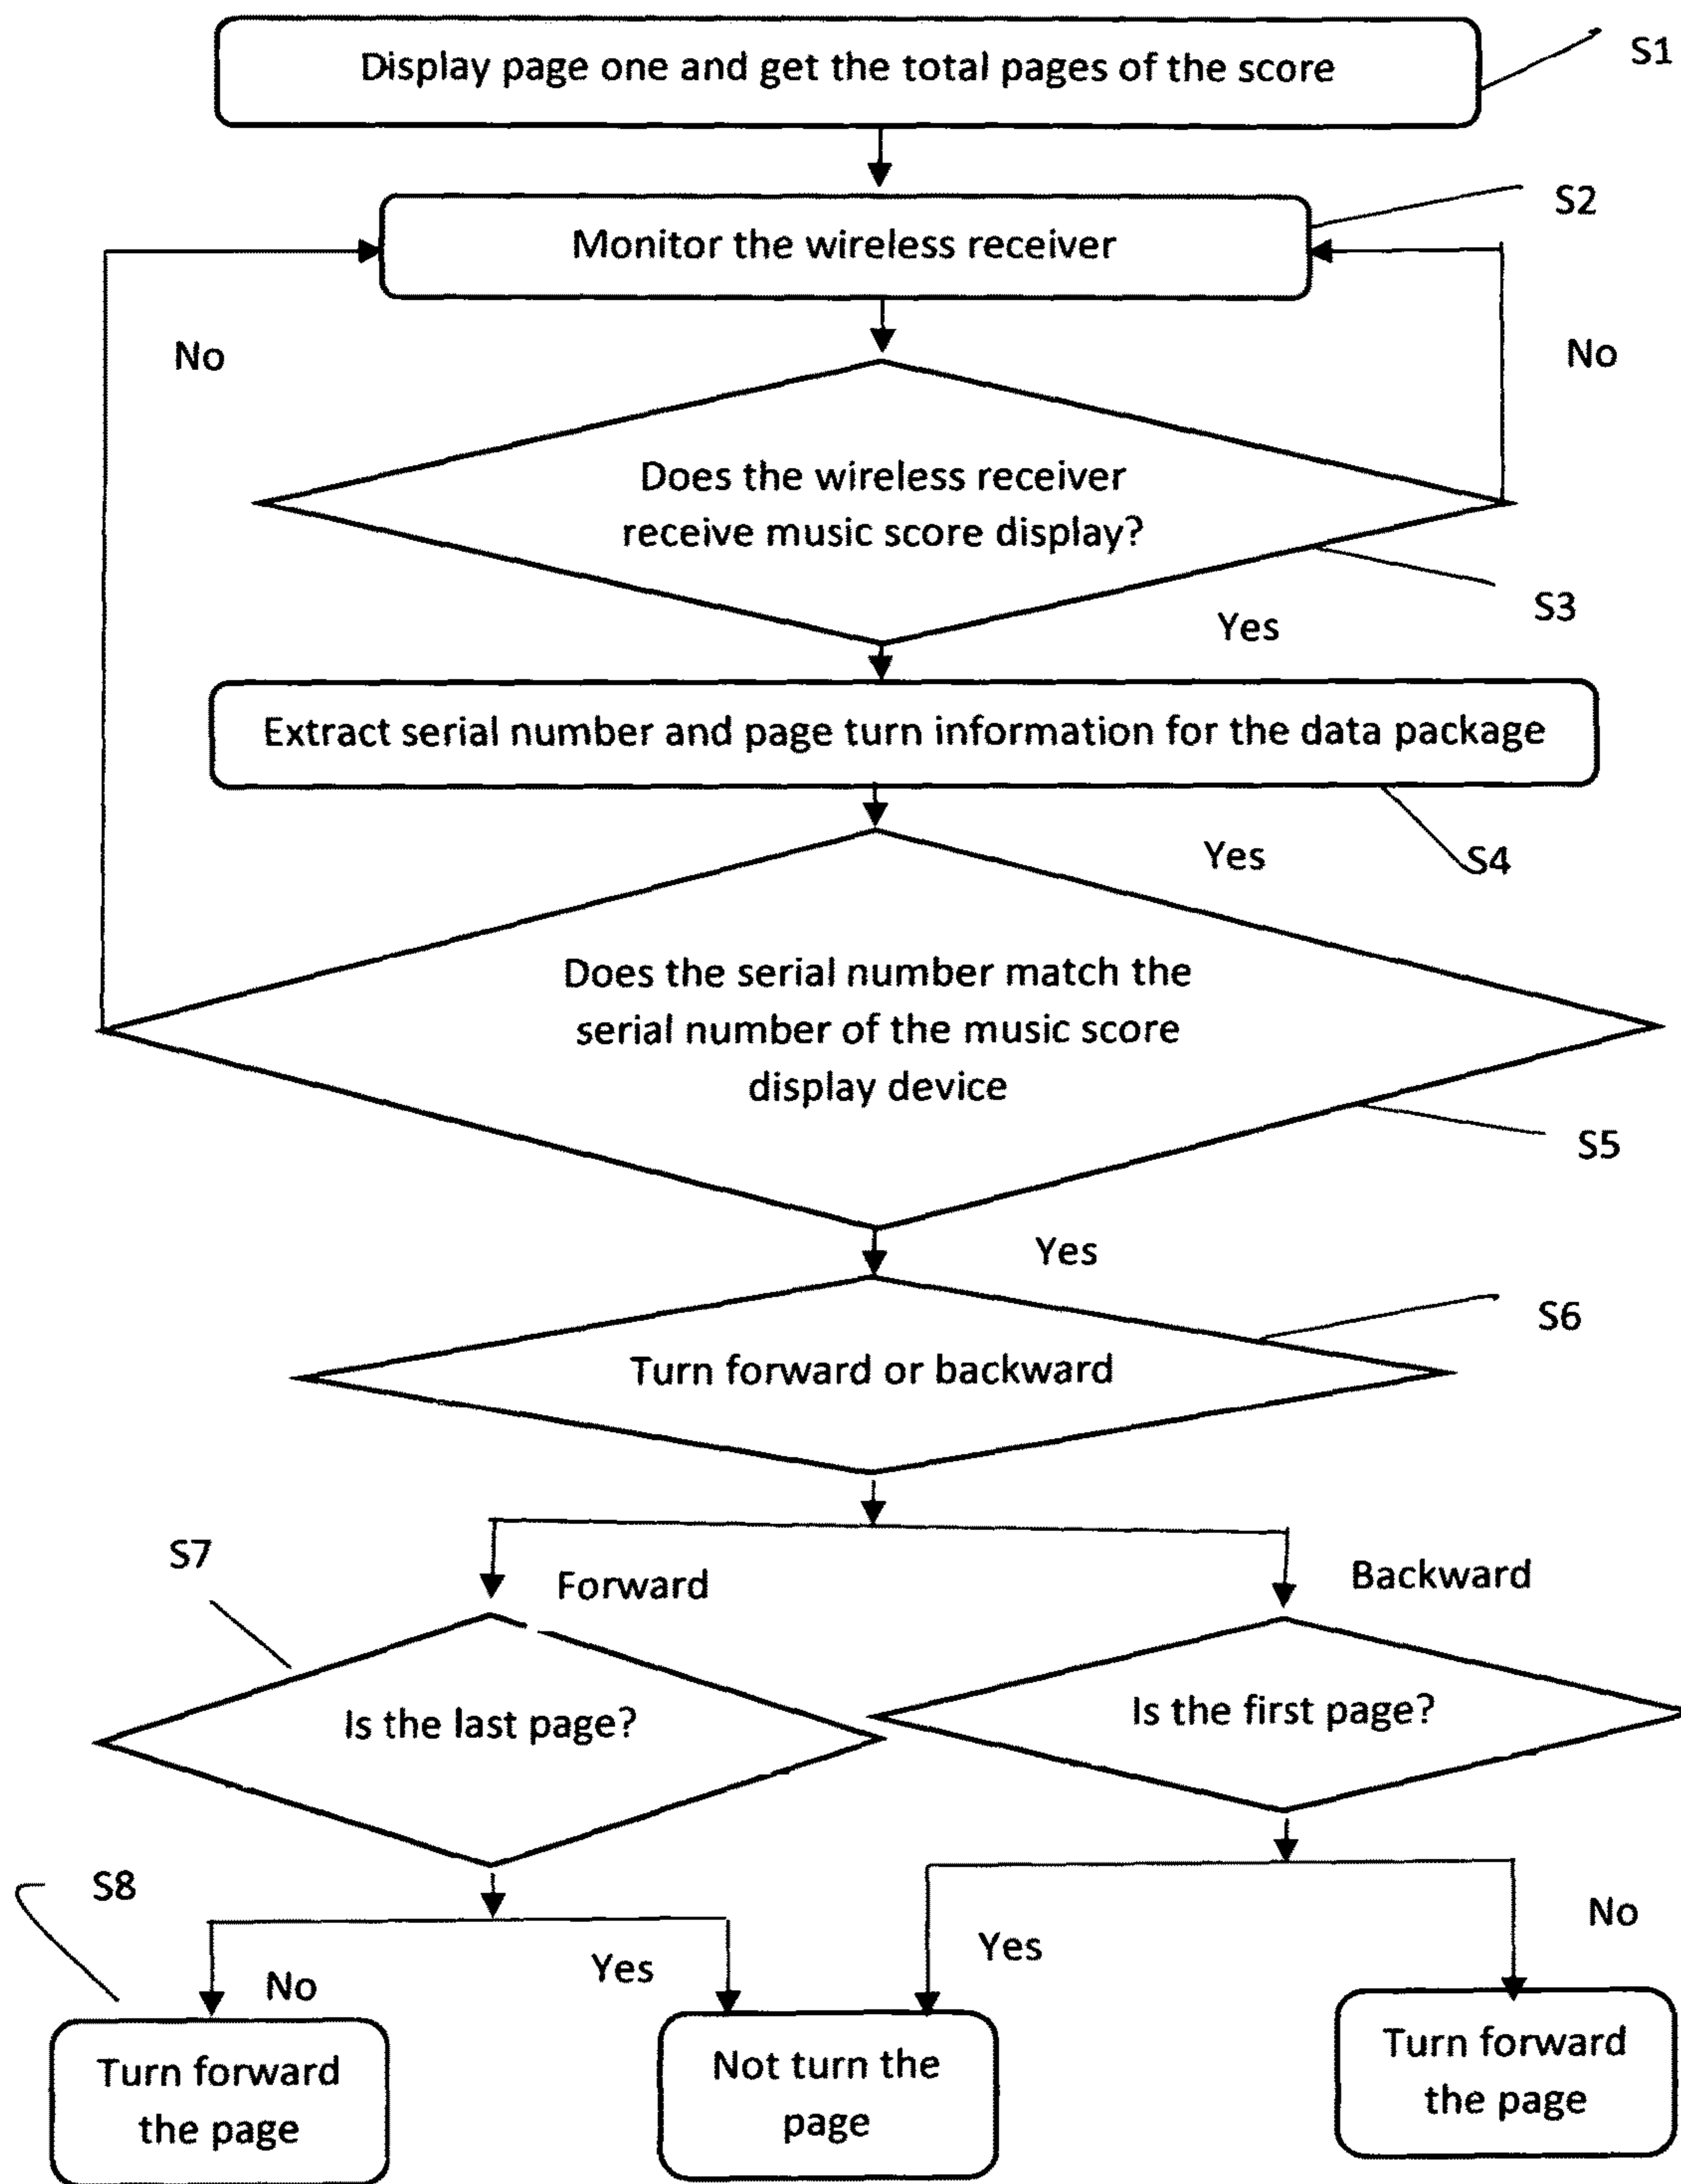 Display page one and get the total pages of the score
S1
S2
Monitor the wireless receiver
No
No
Does the wireless receiver
receive music score display?
S3
Yes
Extract serial number and page turn information for the data package
Yes
S4
Does the serial number match the
serial number of the music score
display device
S5
Yes
S6
Turn forward or backward
S7
Forward
Backward
Is the last page?
Is the first page?
S8
No
Yes
Yes
No
Turn forward
the page
Not turn the
page
Turn forward
the page